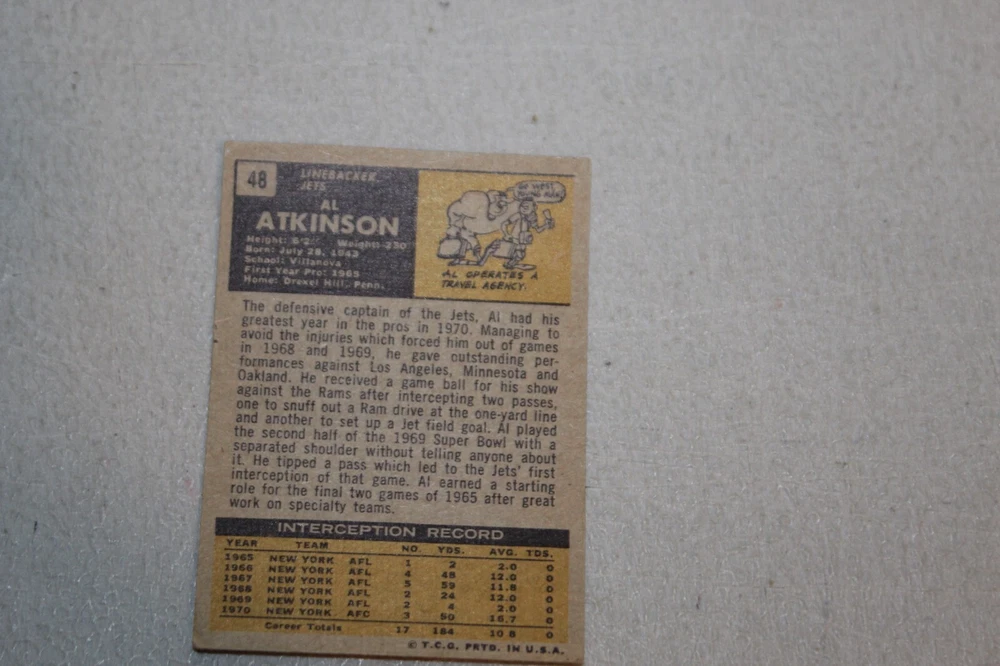 48
LINEBACKER
JETS
AL
ATKINSON
Height: 6'2" Weight: 230
Born: July 28, 1943
School: Villanova
First Year Pro: 1965
Home: Drexel Hill, Penn.
GO WEST,
YOUNG MAN!
AL OPERATES A
TRAVEL AGENCY.
The defensive captain of the Jets, Al had his
greatest year in the pros in 1970. Managing to
avoid the injuries which forced him out of games
in 1968 and 1969, he gave outstanding per-
formances against Los Angeles, Minnesota and
Oakland. He received a game ball for his show
against the Rams after intercepting two passes,
one to snuff out a Ram drive at the one-yard line
and another to set up a Jet field goal. Al played
the second half of the 1969 Super Bowl with a
separated shoulder without telling anyone about
it. He tipped a pass which led to the Jets' first
interception of that game. Al earned a starting
role for the final two games of 1965 after great
work on specialty teams.
INTERCEPTION RECORD
YEAR TEAM NO. YDS. AVG. TDS.
1965 NEW YORK AFL 1 2 2.0 0
1966 NEW YORK AFL 4 48 12.0 0
1967 NEW YORK AFL 5 59 11.8 0
1968 NEW YORK AFL 2 24 12.0 0
1969 NEW YORK AFL 2 4 2.0 0
1970 NEW YORK AFC 3 50 16.7 0
Career Totals 17 184 10.8 0
© T.C.G. PRTD. IN U.S.A.